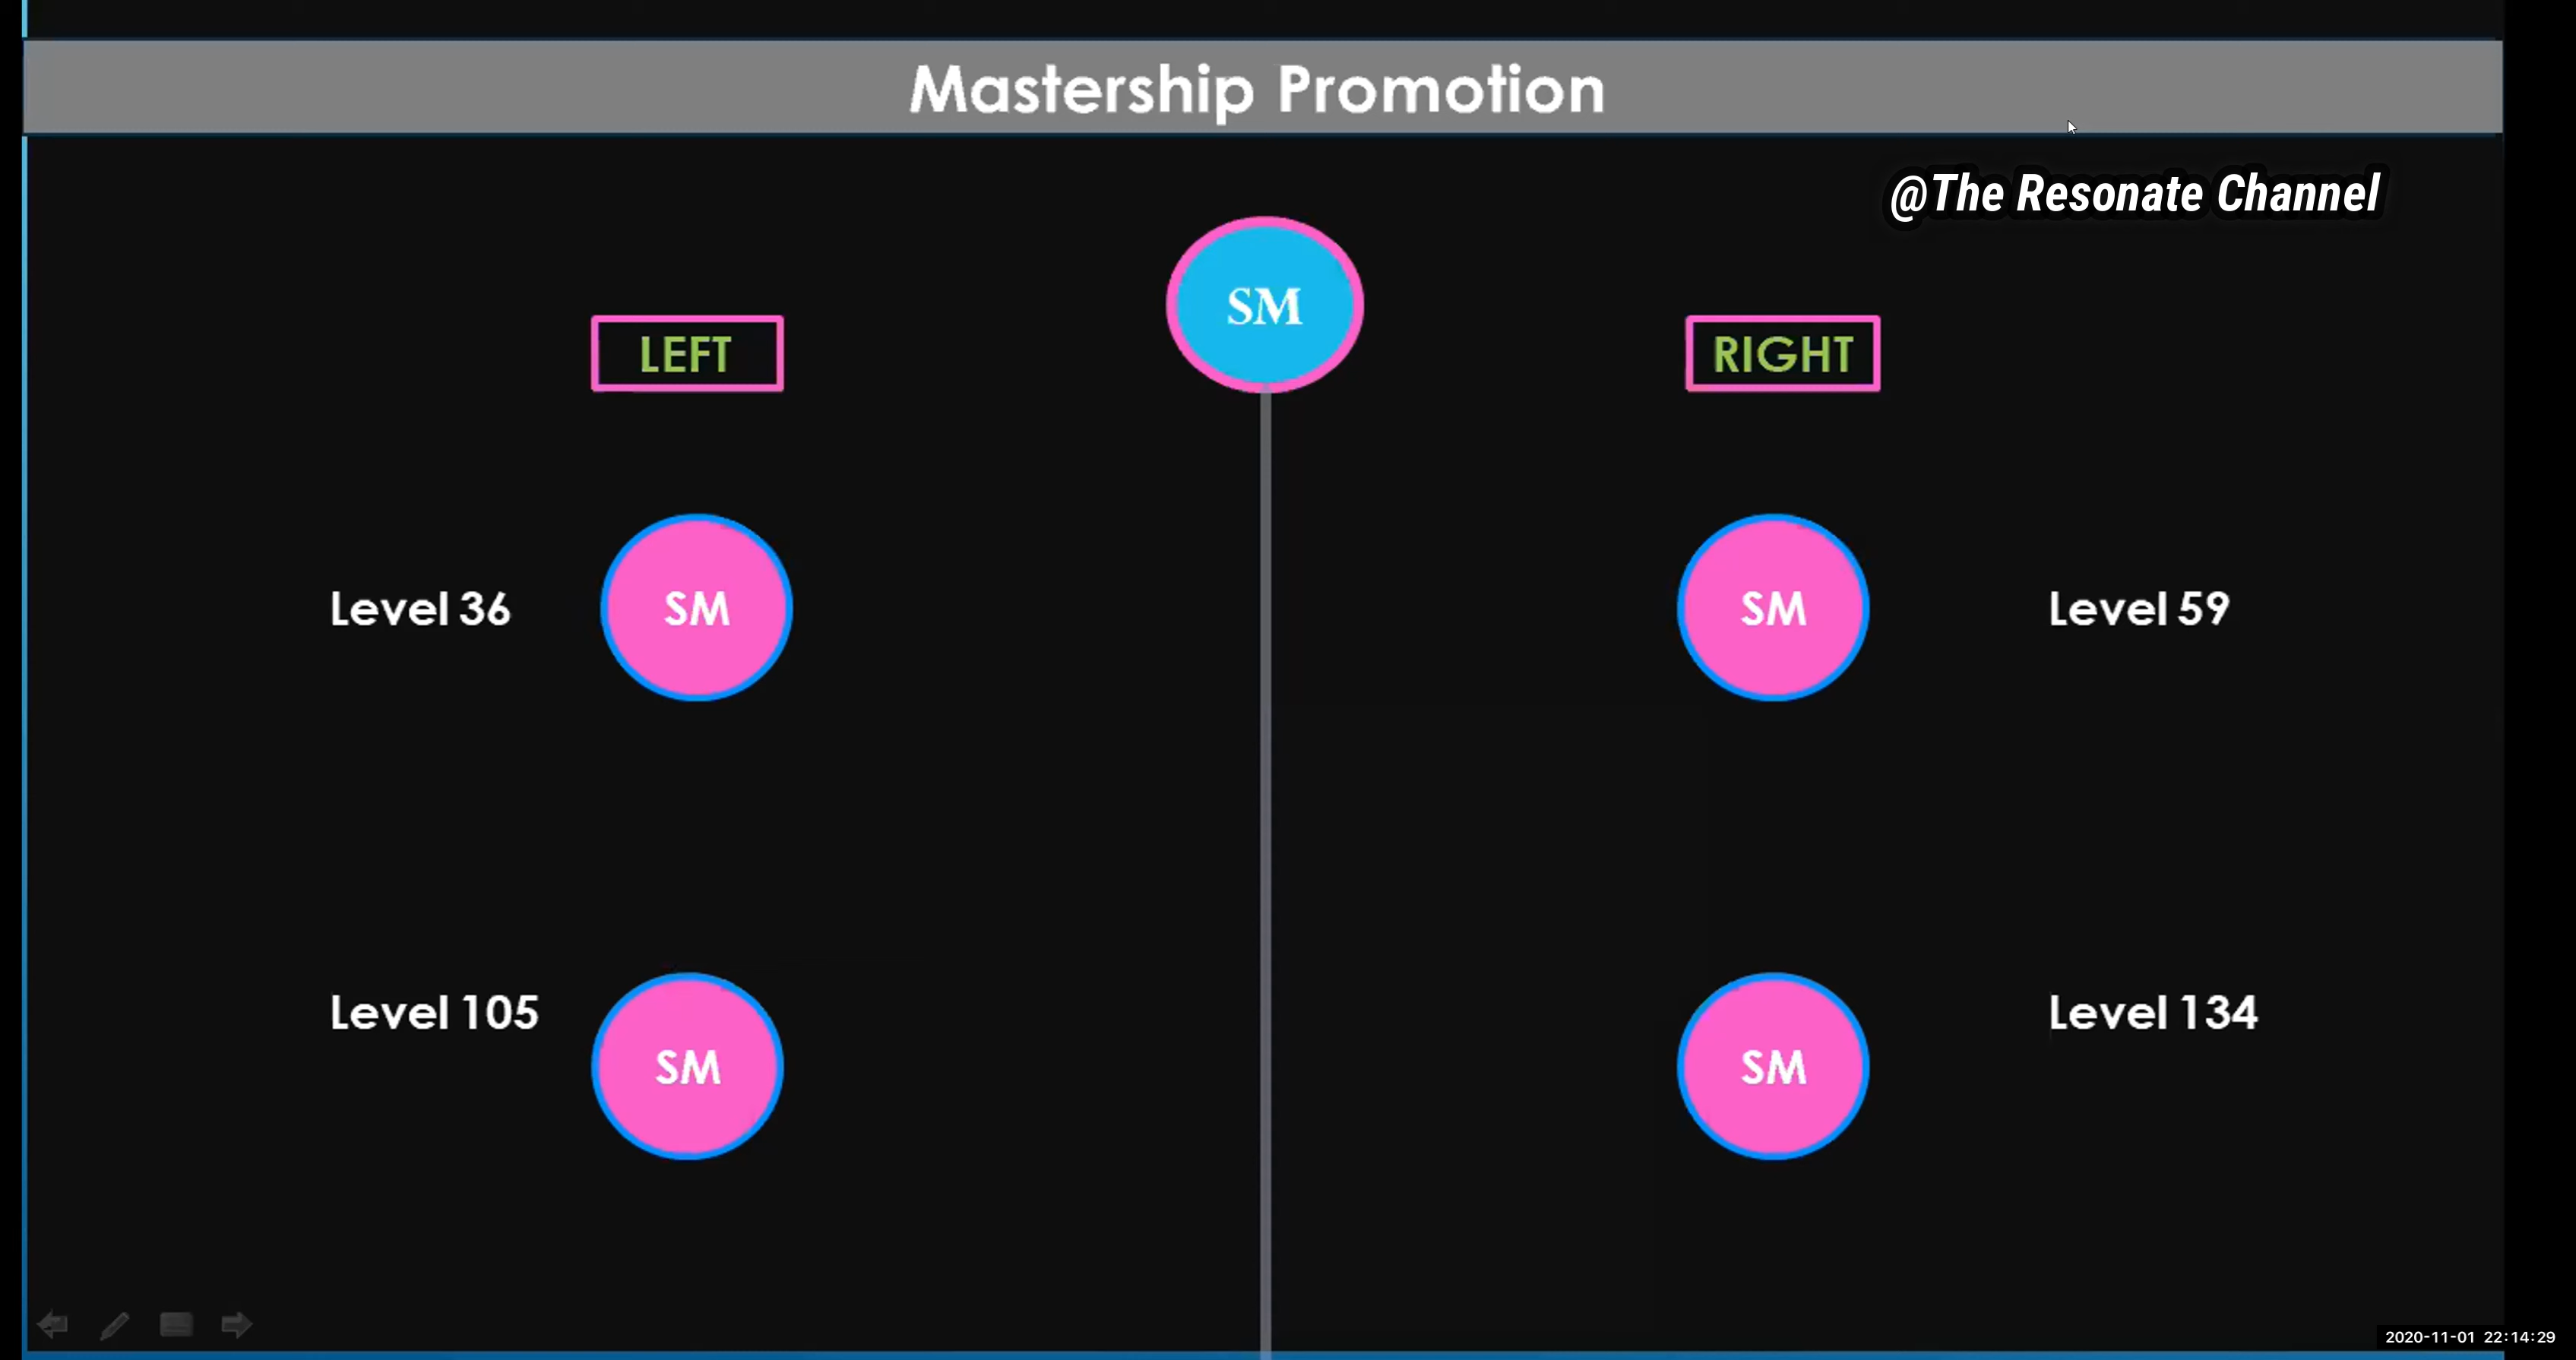 Mastership Promotion
@The Resonate Channel
SM
LEFT
RIGHT
Level 36
SM
SM
Level 59
Level 105
SM
SM
Level 134
2020-11-01 22:14:29